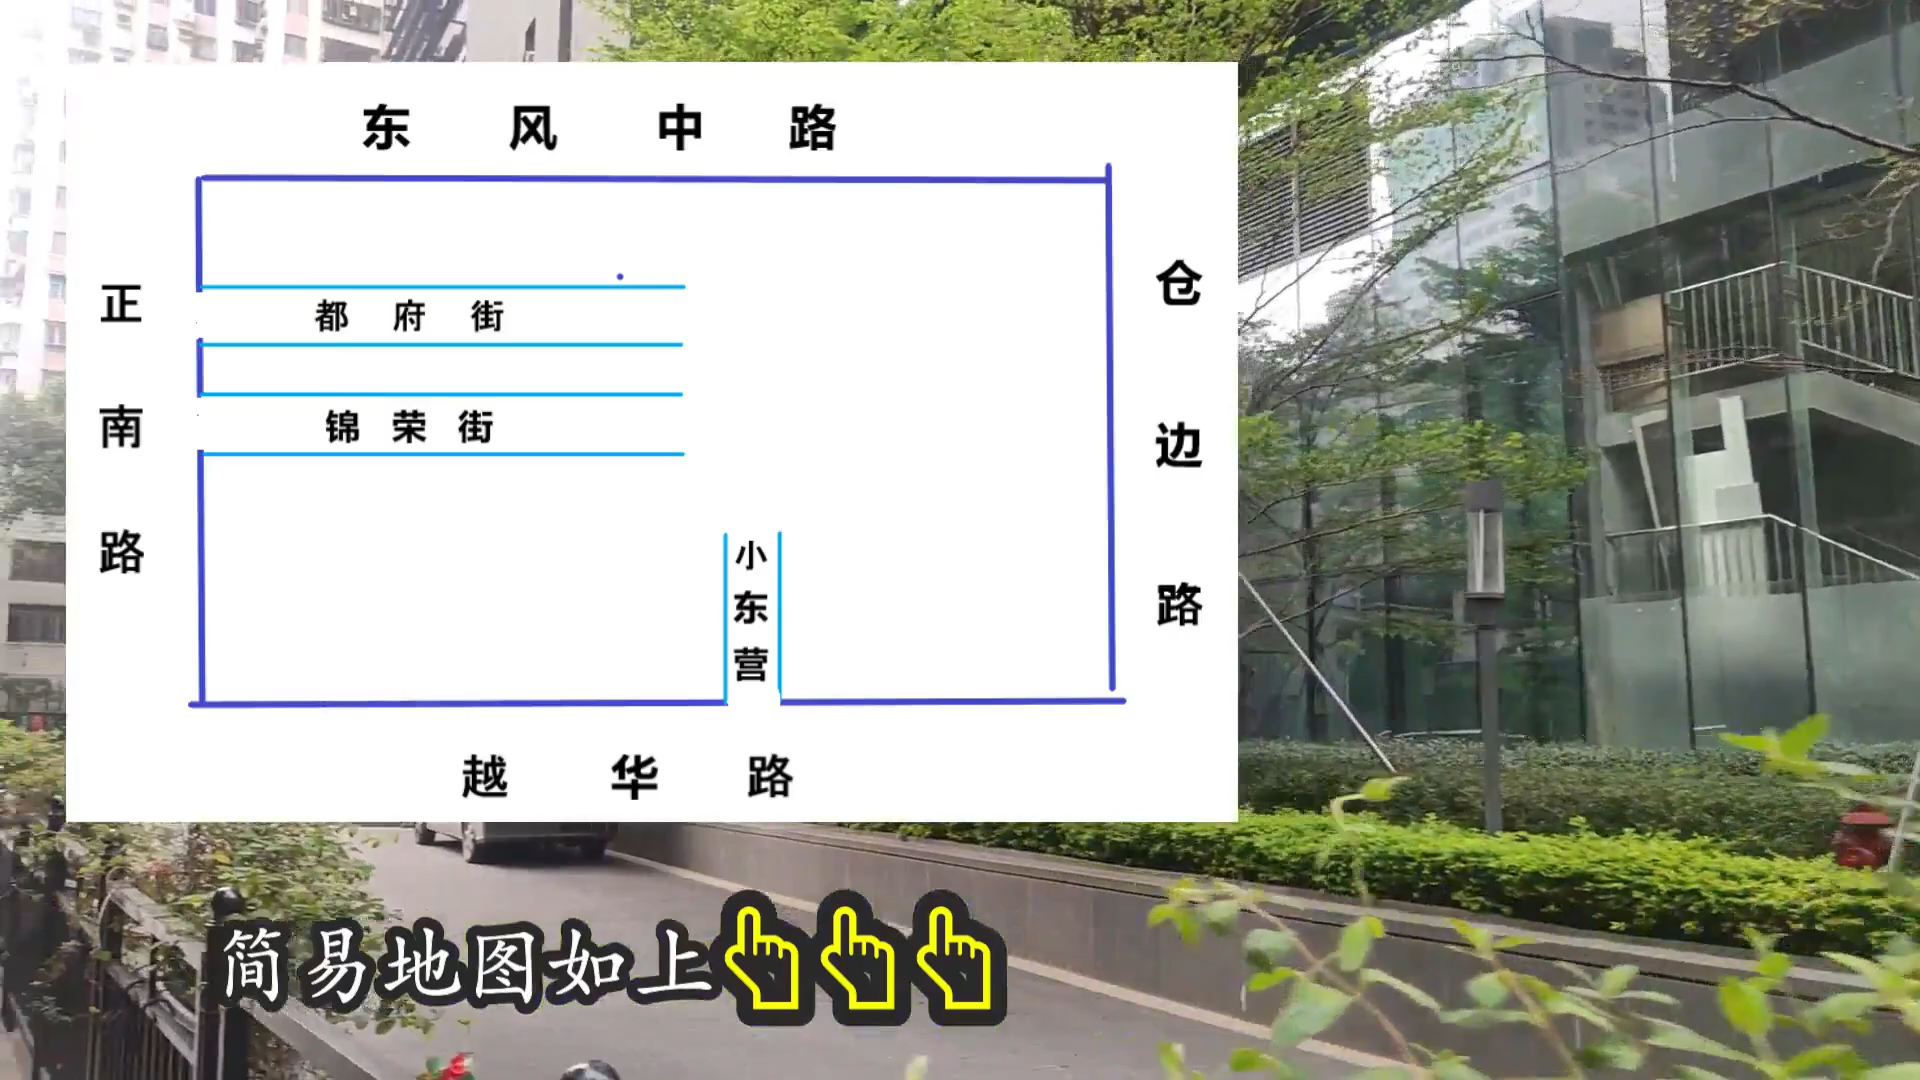 东风中路
正南路
都府街
锦荣街
仓边路
小东营
越华路
简易地图如上